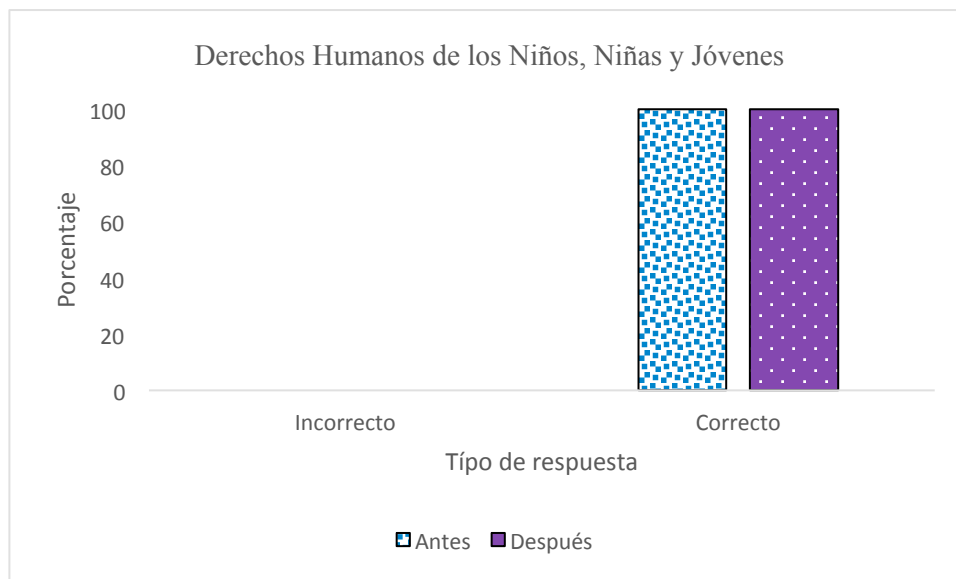 Derechos Humanos de los Niños, Niñas y Jóvenes
100
80
60
40
20
0
Porcentaje
Incorrecto Correcto
Típo de respuesta
Antes Después